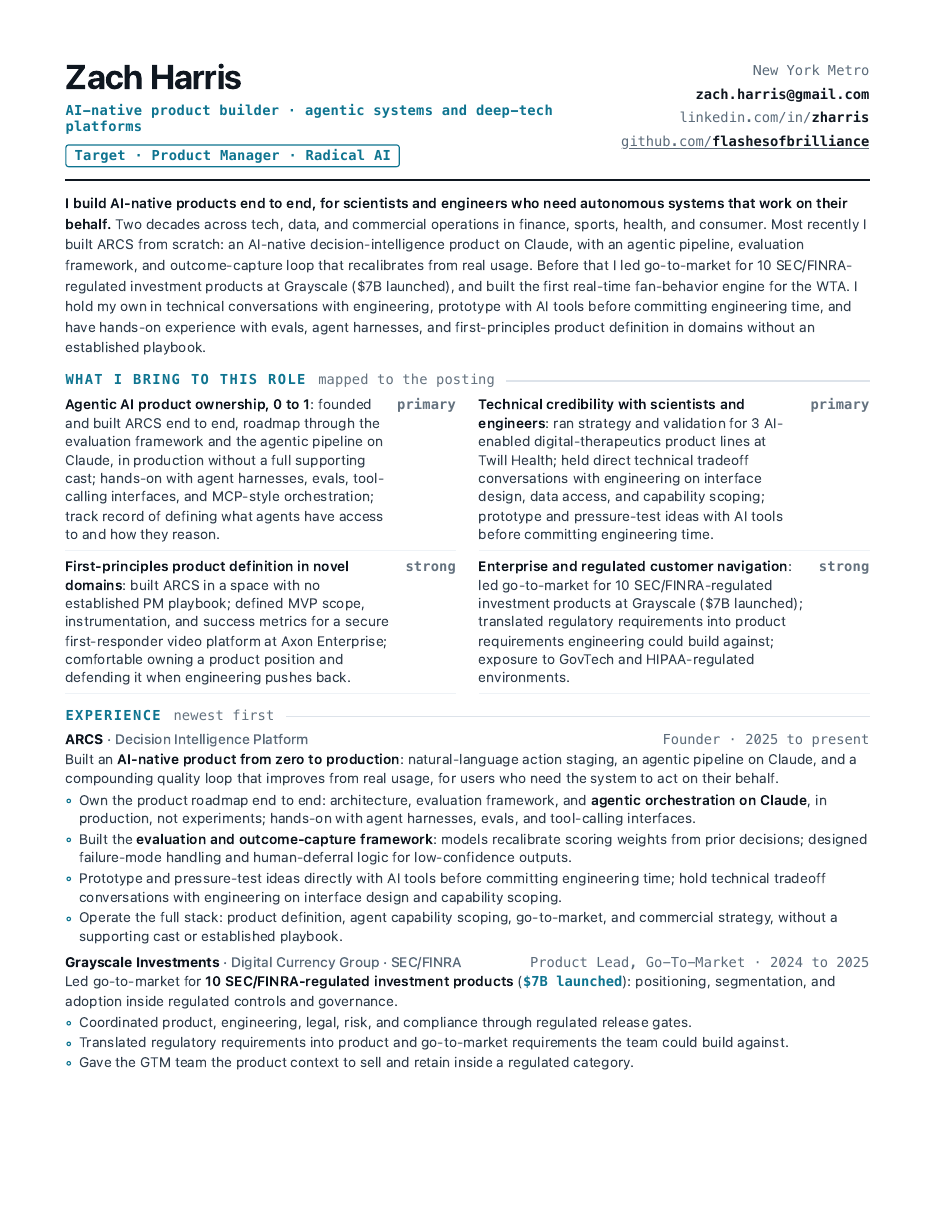 Zach Harris
AI-native product builder · agentic systems and deep-tech
platforms
Target · Product Manager · Radical AI
New York Metro
zach.harris@gmail.com
linkedin.com/in/zharris
github.com/flashesofbrilliance
I build AI-native products end to end, for scientists and engineers who need autonomous systems that work on their
behalf. Two decades across tech, data, and commercial operations in finance, sports, health, and consumer. Most recently I
built ARCS from scratch: an AI-native decision-intelligence product on Claude, with an agentic pipeline, evaluation
framework, and outcome-capture loop that recalibrates from real usage. Before that I led go-to-market for 10 SEC/FINRA-
regulated investment products at Grayscale ($7B launched), and built the first real-time fan-behavior engine for the WTA. I
hold my own in technical conversations with engineering, prototype with AI tools before committing engineering time, and
have hands-on experience with evals, agent harnesses, and first-principles product definition in domains without an
established playbook.
WHAT I BRING TO THIS ROLE mapped to the posting
Agentic AI product ownership, 0 to 1: founded primary
and built ARCS end to end, roadmap through the
evaluation framework and the agentic pipeline on
Claude, in production without a full supporting
cast; hands-on with agent harnesses, evals, tool-
calling interfaces, and MCP-style orchestration;
track record of defining what agents have access
to and how they reason.
Technical credibility with scientists and primary
engineers: ran strategy and validation for 3 AI-
enabled digital-therapeutics product lines at
Twill Health; held direct technical tradeoff
conversations with engineering on interface
design, data access, and capability scoping;
prototype and pressure-test ideas with AI tools
before committing engineering time.
First-principles product definition in novel strong
domains: built ARCS in a space with no
established PM playbook; defined MVP scope,
instrumentation, and success metrics for a secure
first-responder video platform at Axon Enterprise;
comfortable owning a product position and
defending it when engineering pushes back.
Enterprise and regulated customer navigation: strong
led go-to-market for 10 SEC/FINRA-regulated
investment products at Grayscale ($7B launched);
translated regulatory requirements into product
requirements engineering could build against;
exposure to GovTech and HIPAA-regulated
environments.
EXPERIENCE newest first
ARCS · Decision Intelligence Platform Founder · 2025 to present
Built an AI-native product from zero to production: natural-language action staging, an agentic pipeline on Claude, and a
compounding quality loop that improves from real usage, for users who need the system to act on their behalf.
Own the product roadmap end to end: architecture, evaluation framework, and agentic orchestration on Claude, in
production, not experiments; hands-on with agent harnesses, evals, and tool-calling interfaces.
Built the evaluation and outcome-capture framework: models recalibrate scoring weights from prior decisions; designed
failure-mode handling and human-deferral logic for low-confidence outputs.
Prototype and pressure-test ideas directly with AI tools before committing engineering time; hold technical tradeoff
conversations with engineering on interface design and capability scoping.
Operate the full stack: product definition, agent capability scoping, go-to-market, and commercial strategy, without a
supporting cast or established playbook.
Grayscale Investments · Digital Currency Group · SEC/FINRA Product Lead, Go-To-Market · 2024 to 2025
Led go-to-market for 10 SEC/FINRA-regulated investment products ($7B launched): positioning, segmentation, and
adoption inside regulated controls and governance.
Coordinated product, engineering, legal, risk, and compliance through regulated release gates.
Translated regulatory requirements into product and go-to-market requirements the team could build against.
Gave the GTM team the product context to sell and retain inside a regulated category.